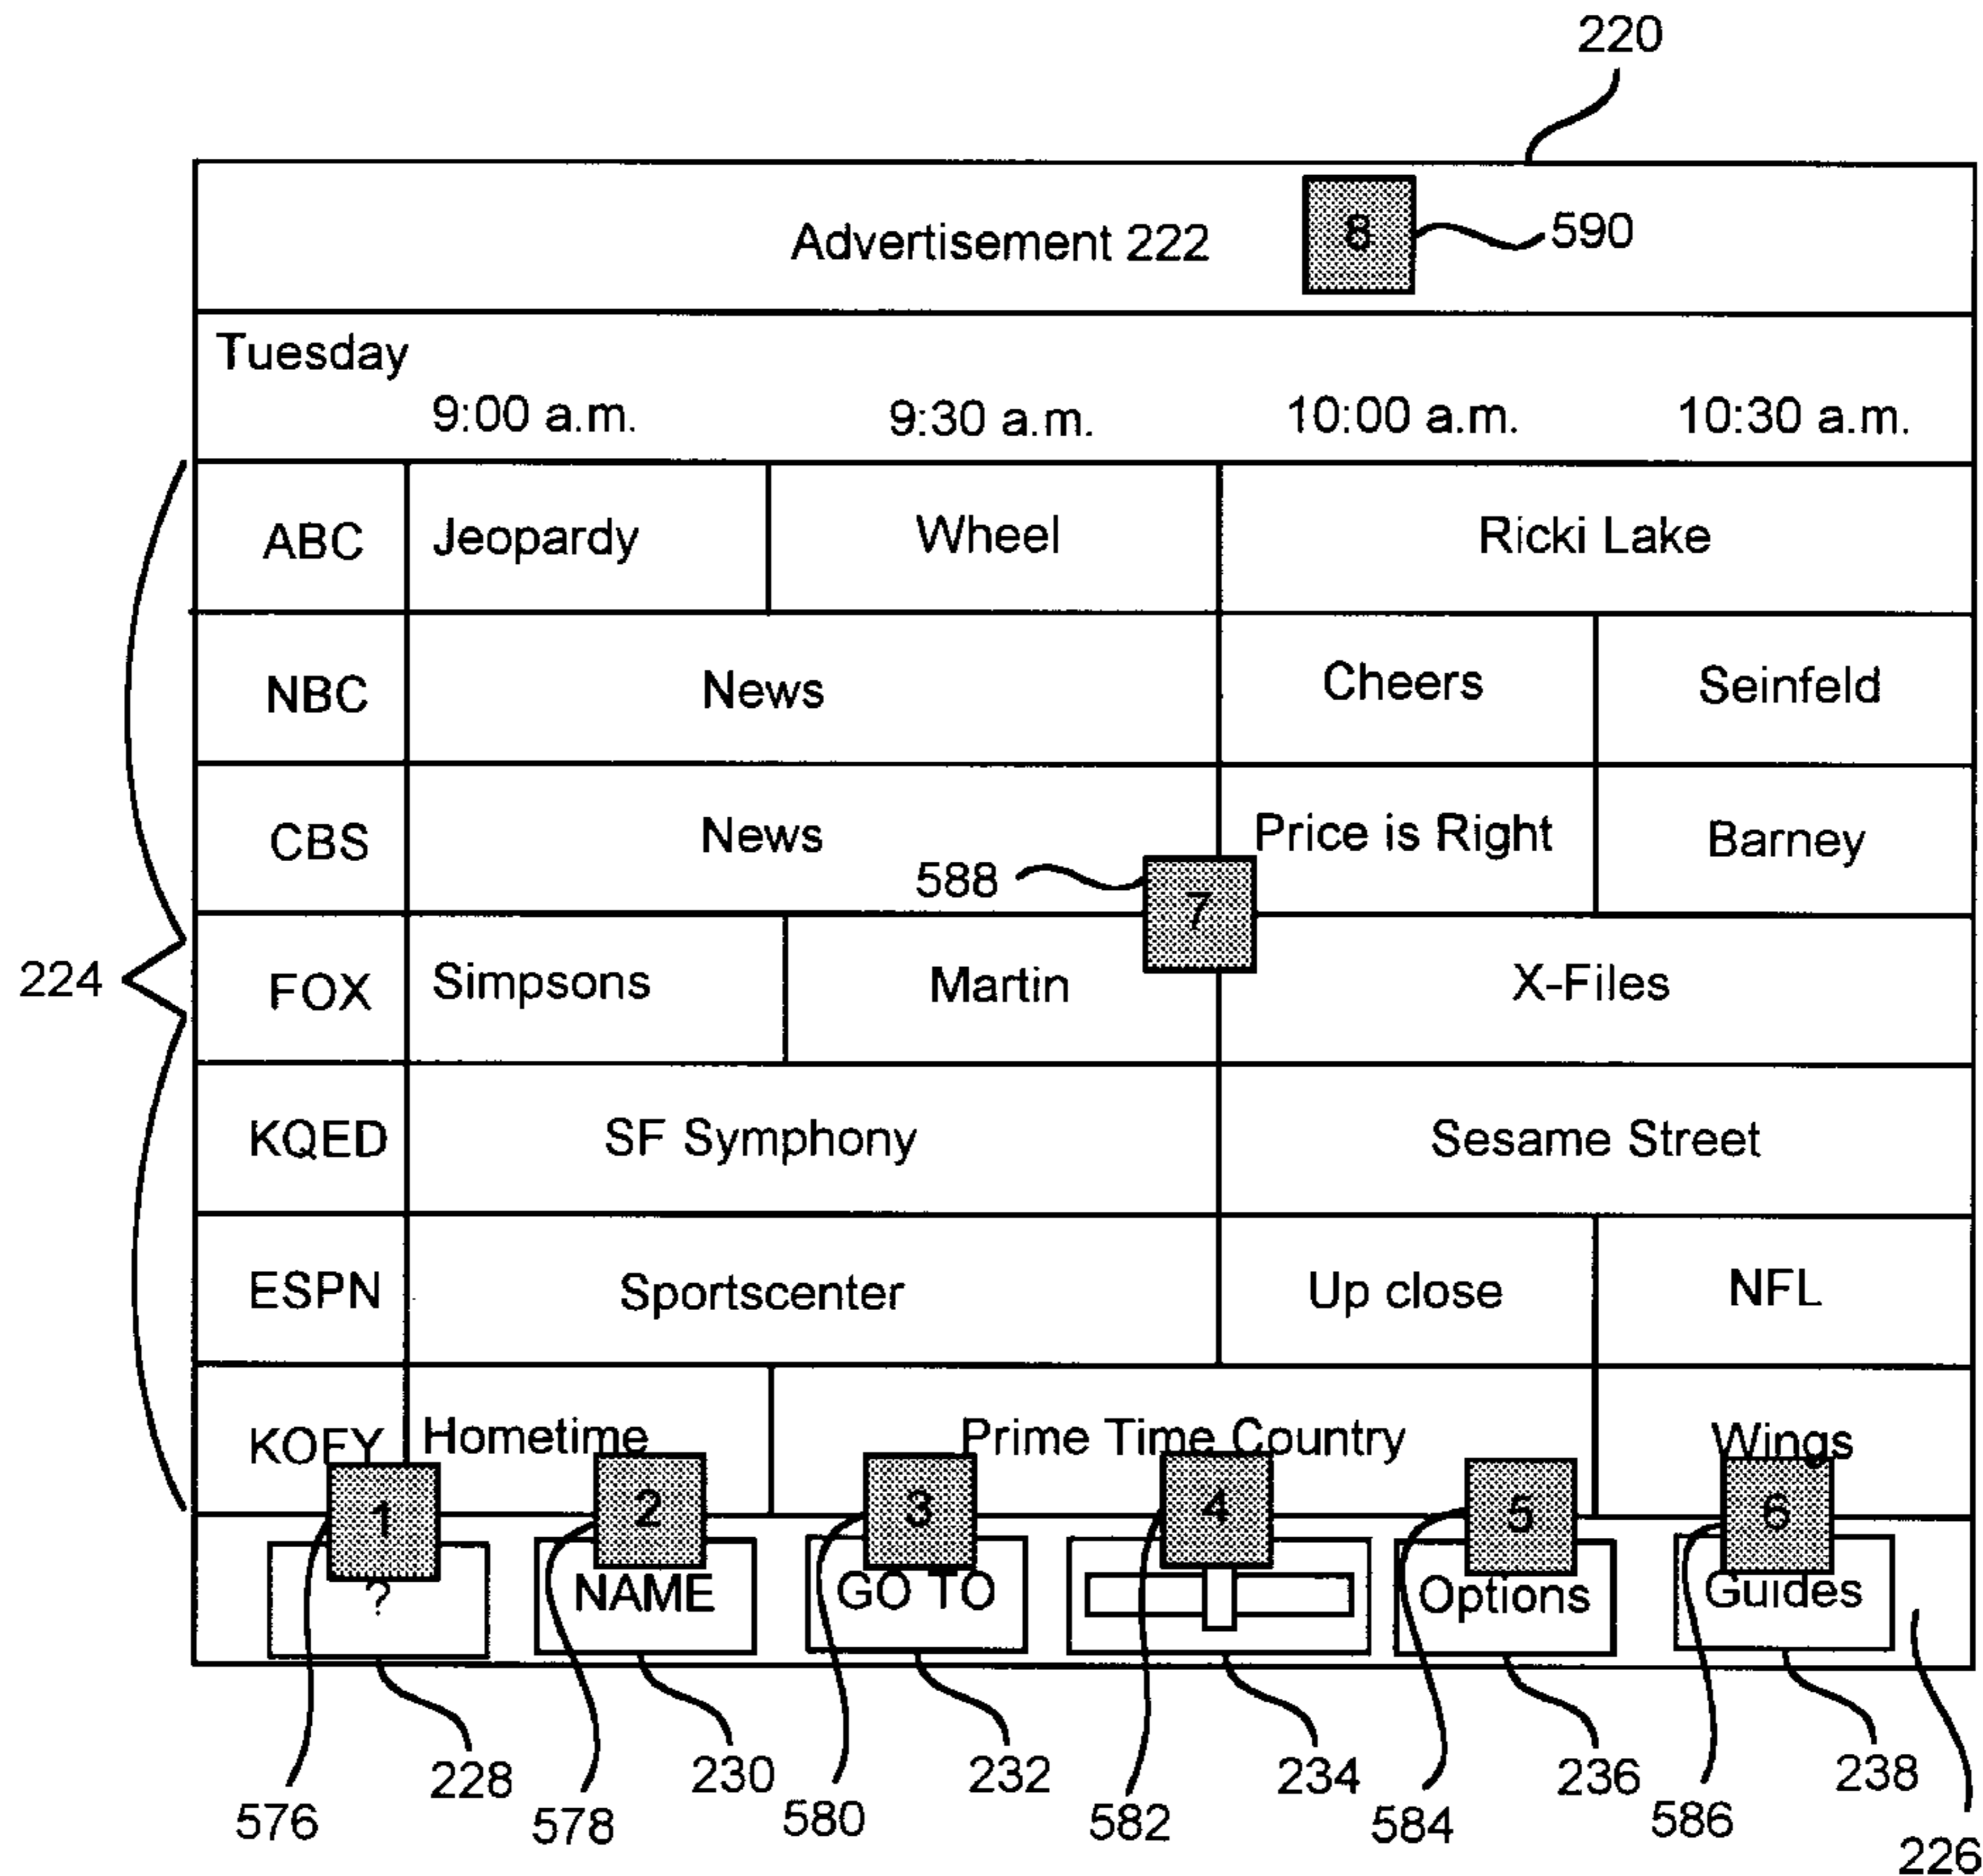 220
Advertisement 222 8 590
Tuesday
9:00 a.m. 9:30 a.m. 10:00 a.m. 10:30 a.m.
ABC Jeopardy Wheel Ricki Lake
NBC News Cheers Seinfeld
CBS News Price is Right Barney
588 7
224 FOX Simpsons Martin X-Files
KQED SF Symphony Sesame Street
ESPN Sportscenter Up close NFL
KOFY Hometime Prime Time Country Wings
1 2 3 4 5 6
? NAME GO TO Options Guides
228 230 232 234 236 238
576 578 580 582 584 586 226